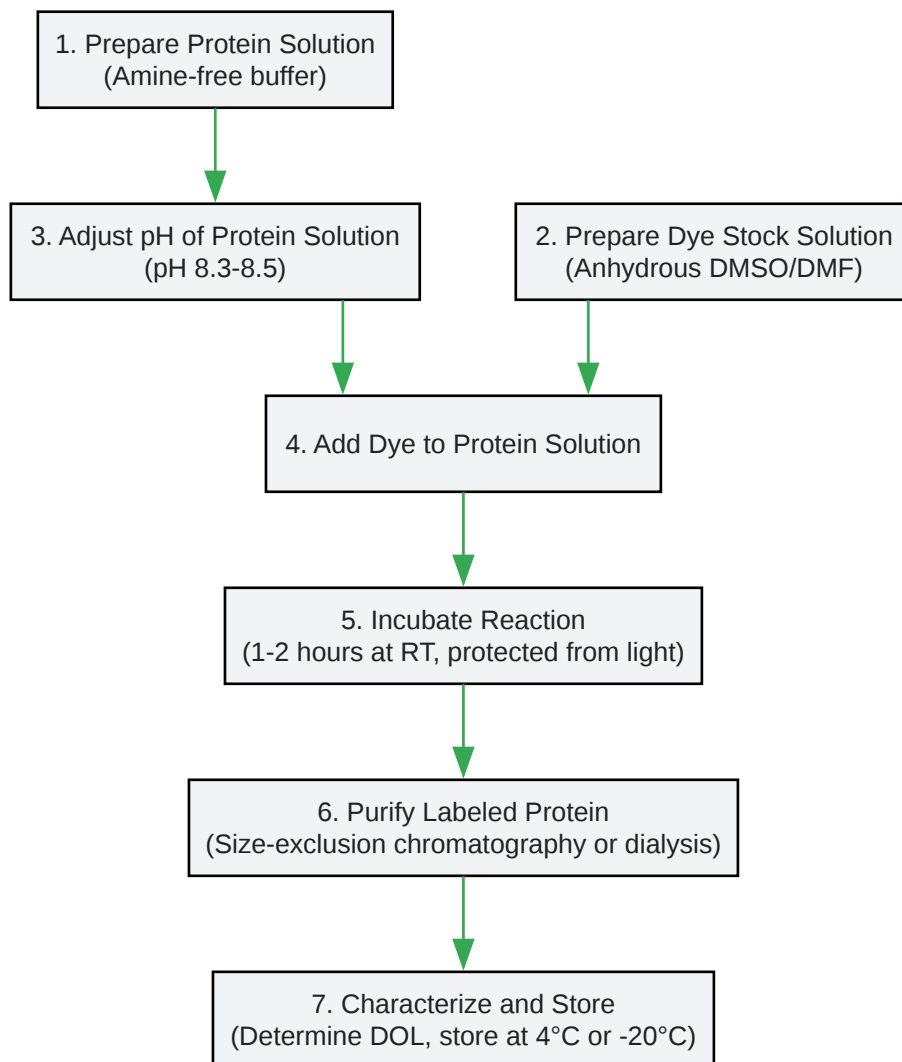 1. Prepare Protein Solution
(Amine-free buffer)
3. Adjust pH of Protein Solution
(pH 8.3-8.5)
2. Prepare Dye Stock Solution
(Anhydrous DMSO/DMF)
4. Add Dye to Protein Solution
5. Incubate Reaction
(1-2 hours at RT, protected from light)
6. Purify Labeled Protein
(Size-exclusion chromatography or dialysis)
7. Characterize and Store
(Determine DOL, store at 4°C or -20°C)